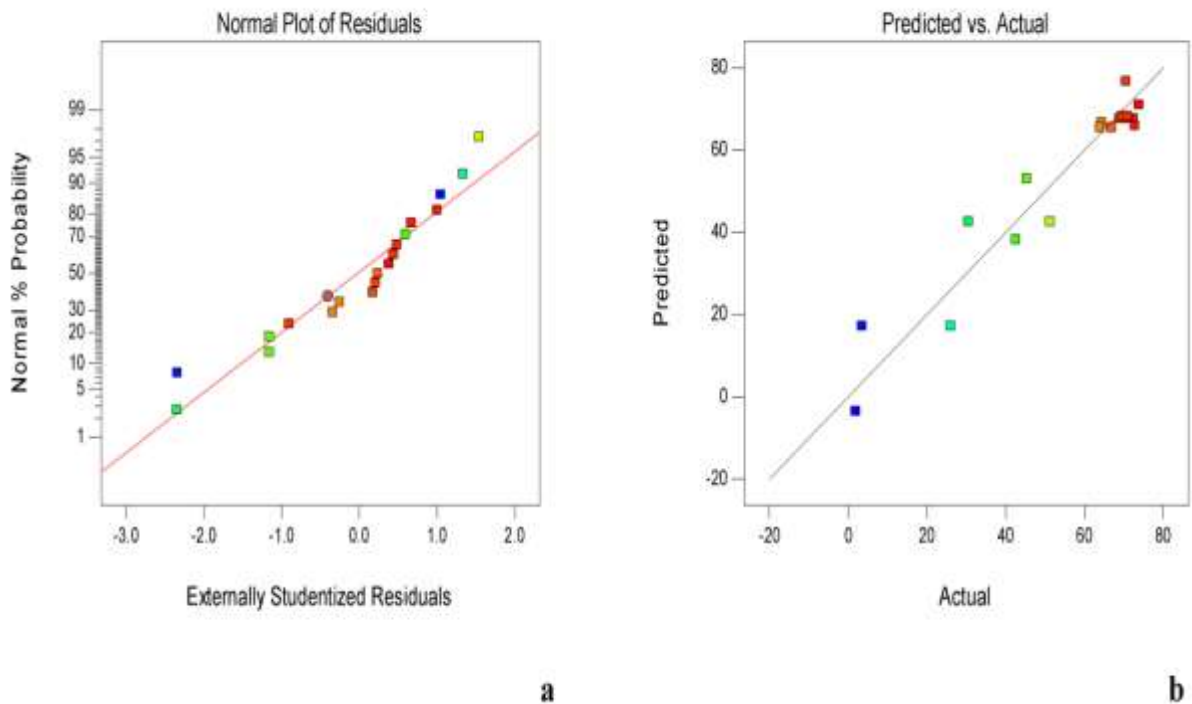 Normal Plot of Residuals
Normal % Probability
99
95
90
80
70
50
30
20
10
5
1
-3.0 -2.0 -1.0 0.0 1.0 2.0
Externally Studentized Residuals
a
Predicted vs. Actual
Predicted
80
60
40
20
0
-20
-20 0 20 40 60 80
Actual
b